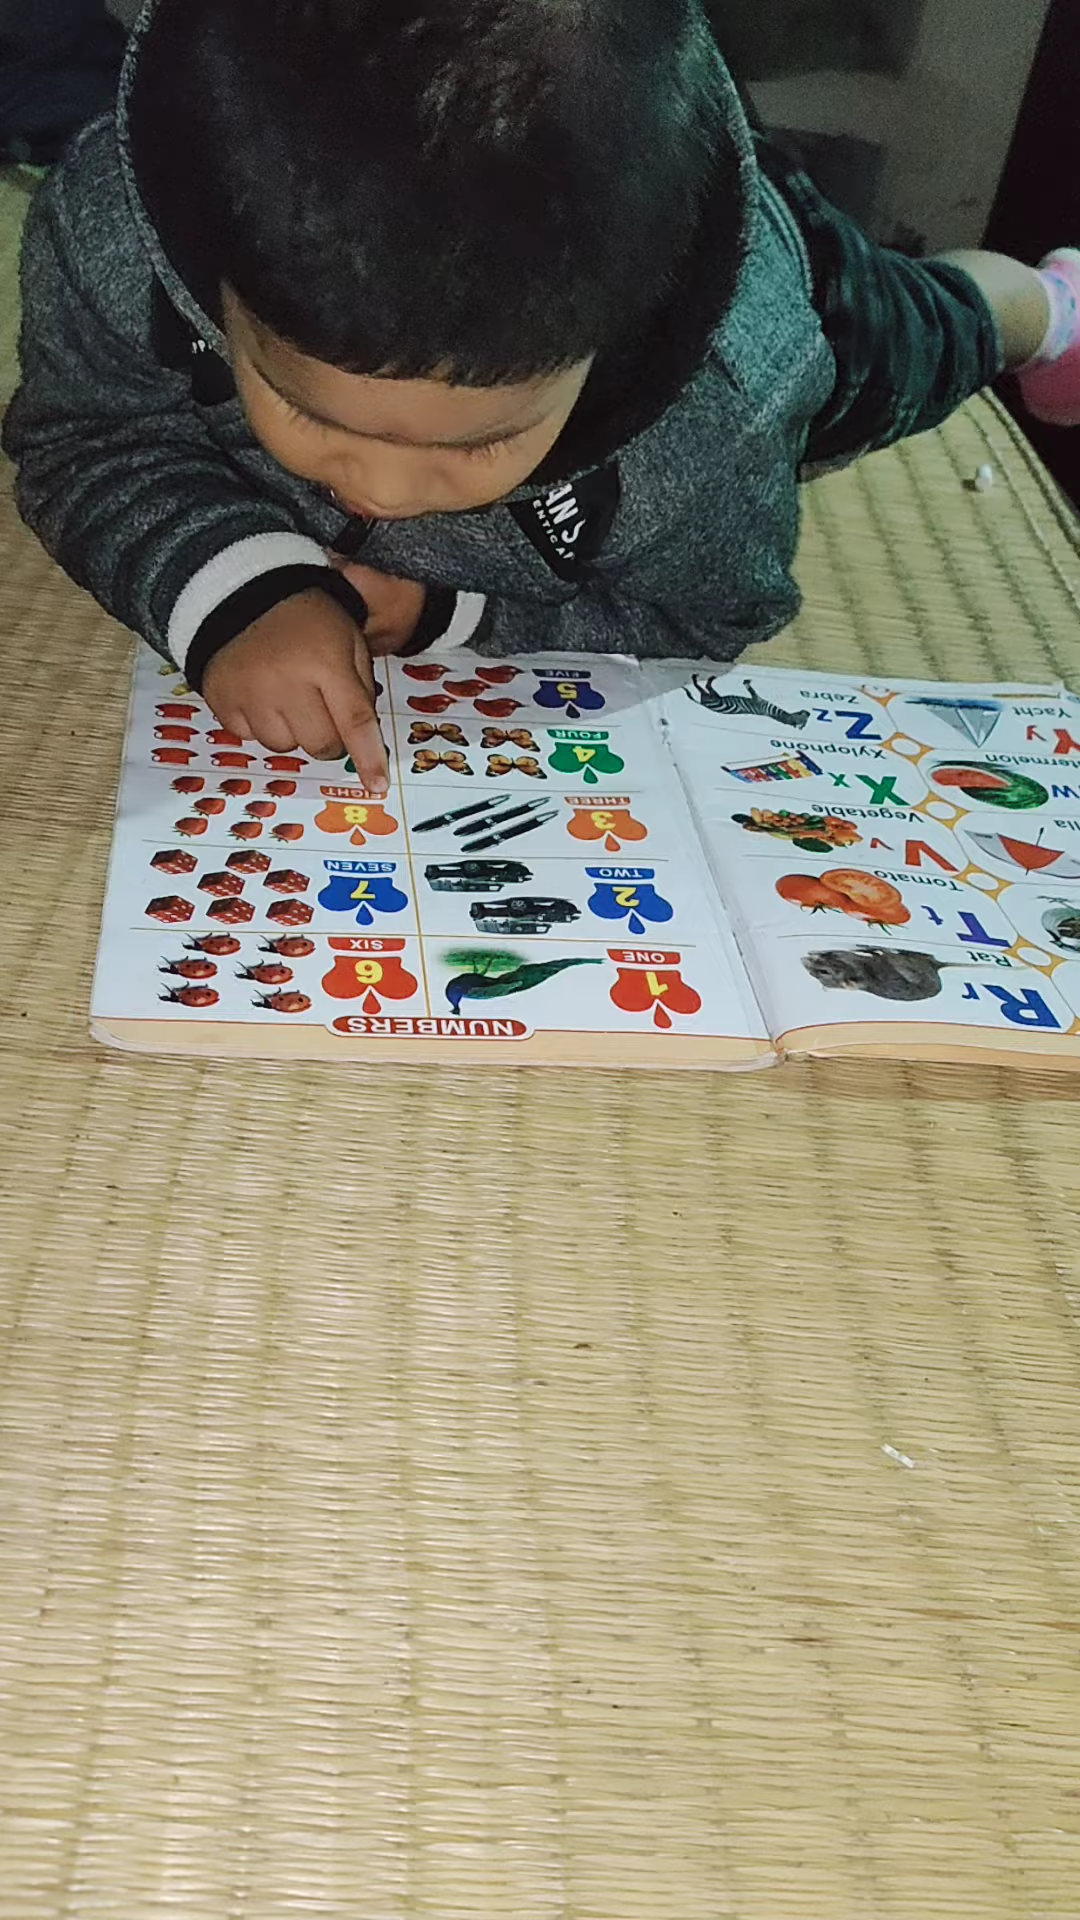 NUMBERS
1
ONE
6
SIX
2
TWO
7
SEVEN
3
THREE
8
EIGHT
4
FOUR
5
FIVE
R r
Rat
T t
Tomato
V v
Vegetable
X x
Xylophone
Y y
Yacht
Z z
Zebra